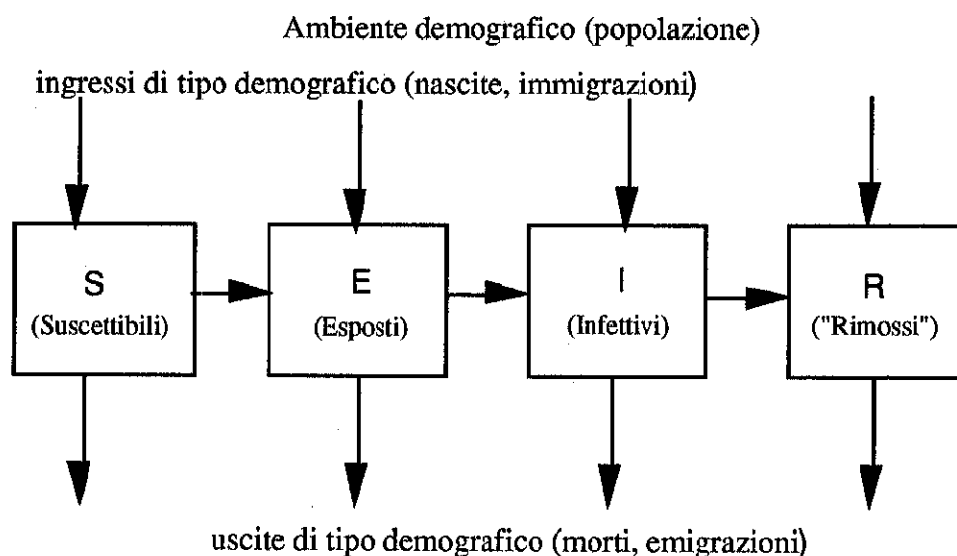 Ambiente demografico (popolazione)
ingressi di tipo demografico (nascite, immigrazioni)
S
(Suscettibili)
E
(Esposti)
I
(Infettivi)
R
("Rimossi")
uscite di tipo demografico (morti, emigrazioni)